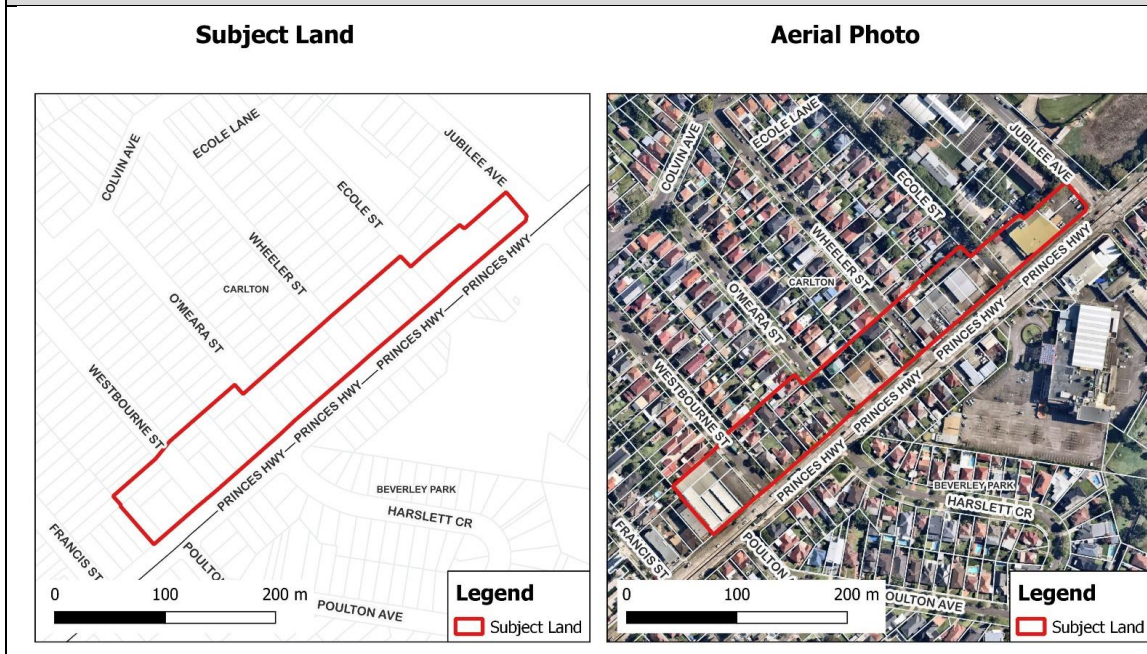 Subject Land
Aerial Photo
COLVIN AVE
ECOLE LANE
JUBILEE AVE
ECOLE ST
WHEELER ST
CARLTON
O'MEARA ST
WESTBOURNE ST
PRINCES HWY
PRINCES HWY
PRINCES HWY
PRINCES HWY
BEVERLEY PARK
HARSLETT CR
FRANCIS ST
POULTON
POULTON AVE
0 100 200 m
Legend
Subject Land
COLVIN AVE
ECOLE LANE
JUBILEE AVE
ECOLE ST
WHEELER ST
CARLTON
O'MEARA ST
WESTBOURNE ST
PRINCES HWY
PRINCES HWY
PRINCES HWY
PRINCES HWY
BEVERLEY PARK
HARSLETT CR
FRANCIS ST
POULTON
OULTON AVE
0 100 200 m
Legend
Subject Land